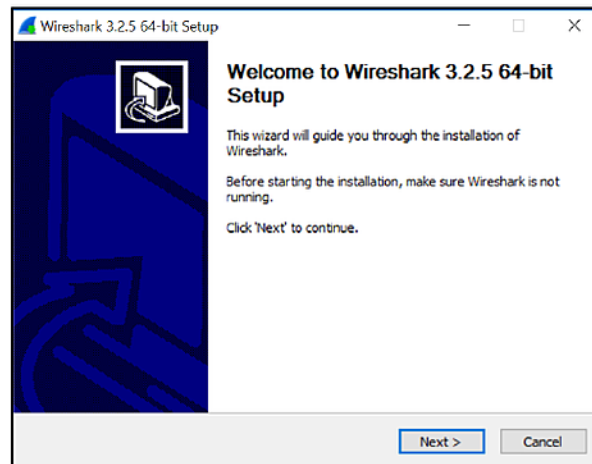 Wireshark 3.2.5 64-bit Setup
Welcome to Wireshark 3.2.5 64-bit
Setup
This wizard will guide you through the installation of
Wireshark.
Before starting the installation, make sure Wireshark is not
running.
Click 'Next' to continue.
Next >
Cancel